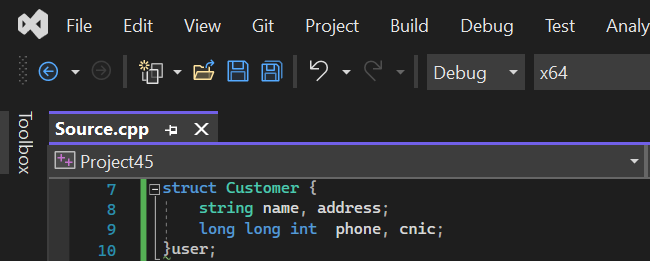 File Edit View Git Project Build Debug Test Analy
Debug x64
Toolbox
Source.cpp
Project45
7 struct Customer {
8 string name, address;
9 long long int  phone, cnic;
10 }user;